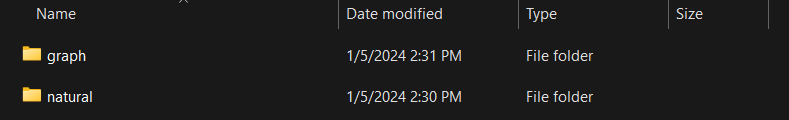 Name Date modified Type Size
graph 1/5/2024 2:31 PM File folder
natural 1/5/2024 2:30 PM File folder